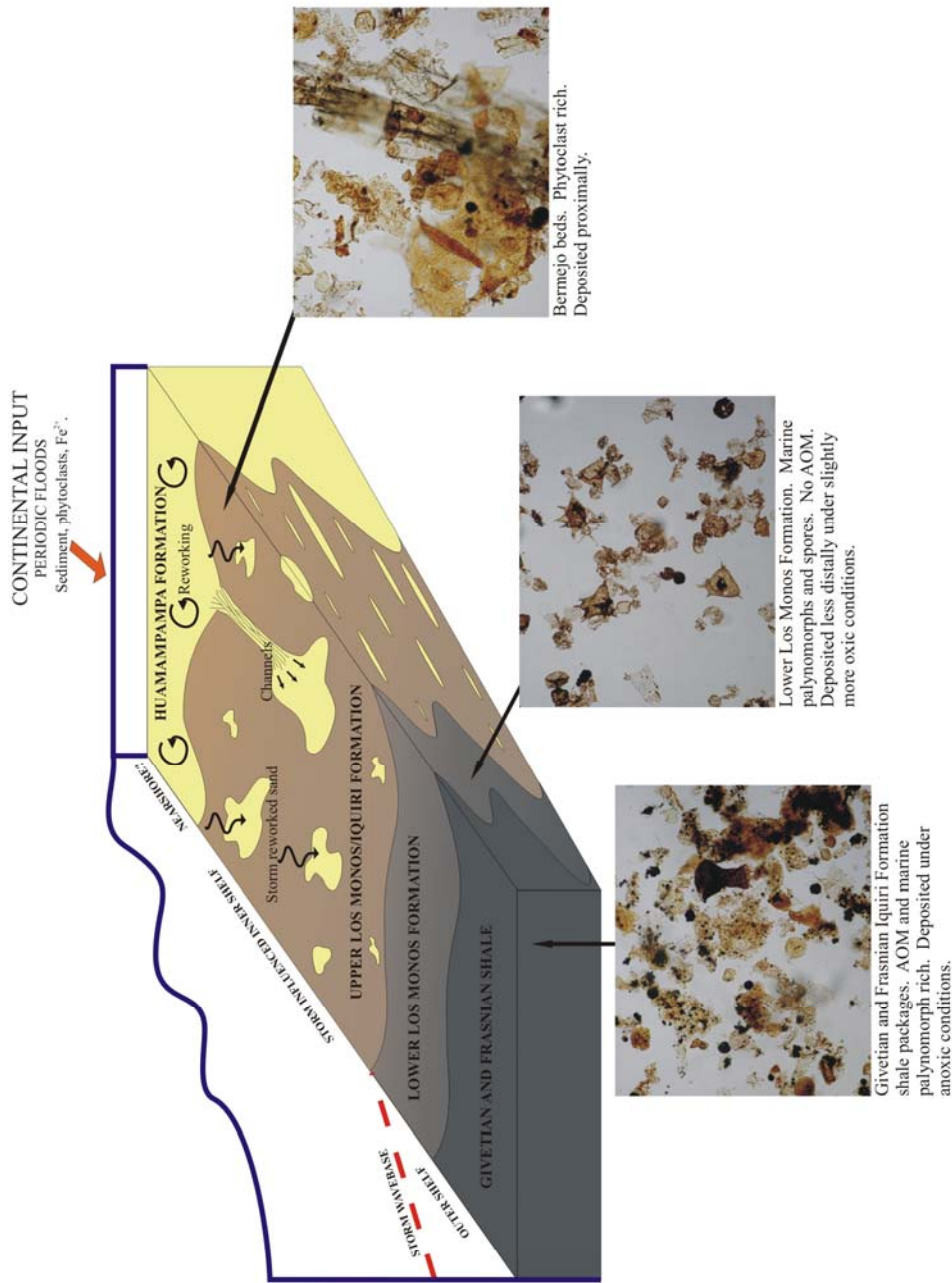 CONTINENTAL INPUT
PERIODIC FLOODS
Sediment, phytoclasts, Fe²⁺.
HUAMAMPAMPA FORMATION
Reworking
NEARSHORE?
Channels
Storm reworked sand
STORM INFLUENCED INNER SHELF
UPPER LOS MONOS/IQUIRI FORMATION
LOWER LOS MONOS FORMATION
STORM WAVEBASE
OUTER SHELF
GIVETIAN AND FRASNIAN SHALE
Givetian and Frasnian Iquiri Formation
shale packages. AOM and marine
palynomorph rich. Deposited under
anoxic conditions.
Lower Los Monos Formation. Marine
palynomorphs and spores. No AOM.
Deposited less distally under slightly
more oxic conditions.
Bermejo beds. Phytoclast rich.
Deposited proximally.